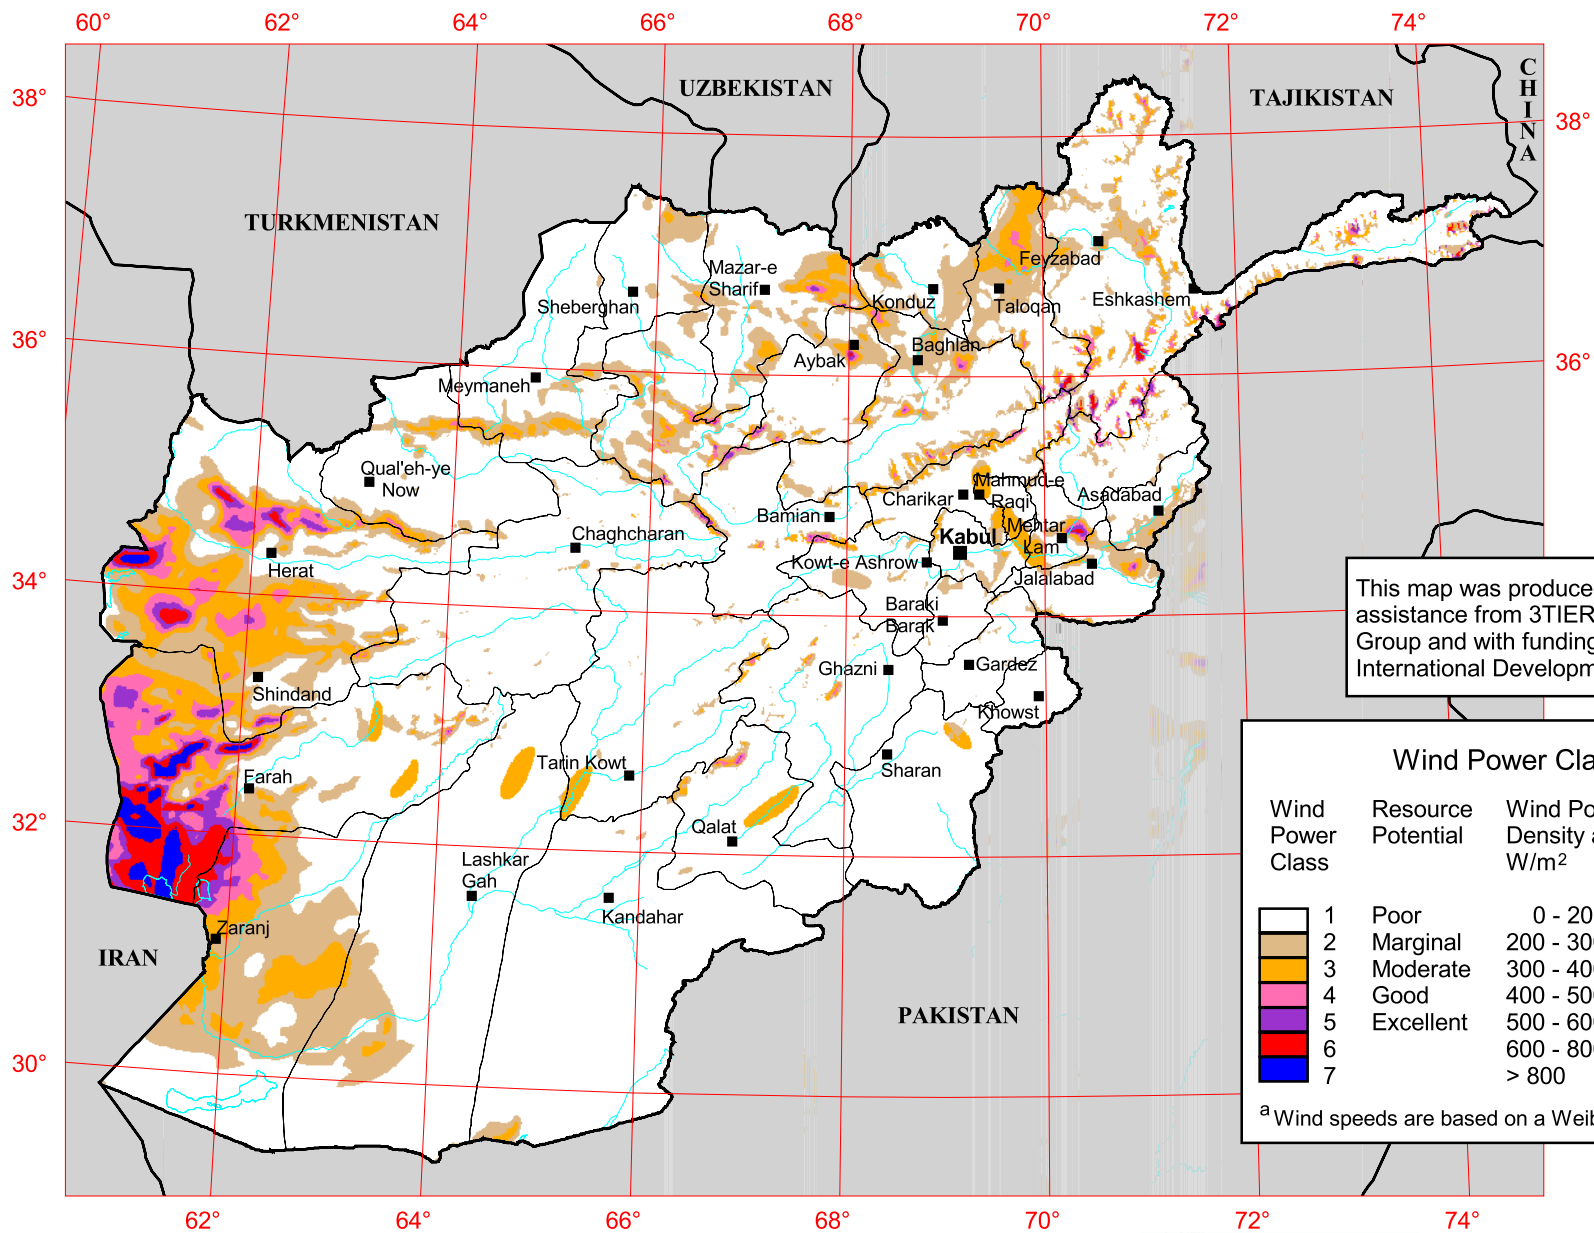 60°
62°
64°
66°
68°
70°
72°
74°
38°
38°
36°
36°
34°
32°
30°
62°
64°
66°
68°
70°
72°
74°
UZBEKISTAN
TAJIKISTAN
C
H
I
N
A
TURKMENISTAN
IRAN
PAKISTAN
Mazar-e
Sharif
Sheberghan
Konduz
Feyzabad
Taloqan
Eshkashem
Aybak
Baghlan
Meymaneh
Qual'eh-ye
Now
Charikar
Mahmud-e
Raqi
Asadabad
Bamian
Mehtar
Lam
Chaghcharan
Kabul
Herat
Kowt-e Ashrow
Jalalabad
Baraki
Barak
Ghazni
Gardez
Shindand
Khowst
Tarin Kowt
Sharan
Farah
Qalat
Lashkar
Gah
Kandahar
Zaranj
This map was produce
assistance from 3TIER
Group and with funding
International Developm
Wind Power Cla
Wind
Power
Class
Resource
Potential
Wind Po
Density a
W/m2
1 Poor 0 - 20
2 Marginal 200 - 30
3 Moderate 300 - 40
4 Good 400 - 50
5 Excellent 500 - 60
6 600 - 80
7 > 800
a Wind speeds are based on a Weib